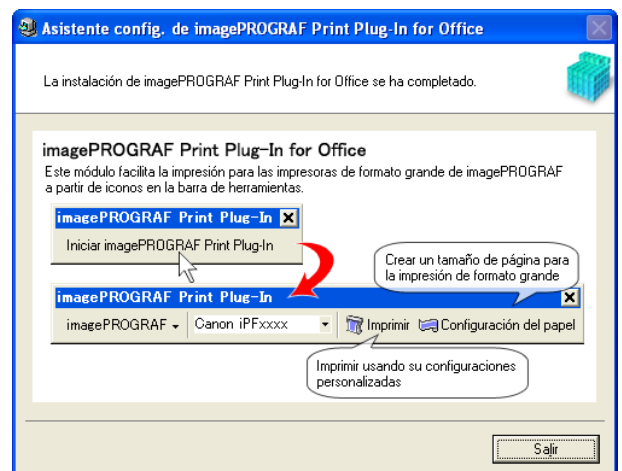 Asistente config. de imagePROGRAF Print Plug-In for Office
La instalación de imagePROGRAF Print Plug-In for Office se ha completado.
imagePROGRAF Print Plug-In for Office
Este módulo facilita la impresión para las impresoras de formato grande de imagePROGRAF
a partir de iconos en la barra de herramientas.
imagePROGRAF Print Plug-In
Iniciar imagePROGRAF Print Plug-In
Crear un tamaño de página para
la impresión de formato grande
imagePROGRAF Print Plug-In
imagePROGRAF Canon iPFxxxx Imprimir Configuración del papel
Imprimir usando su configuraciones
personalizadas
Salir